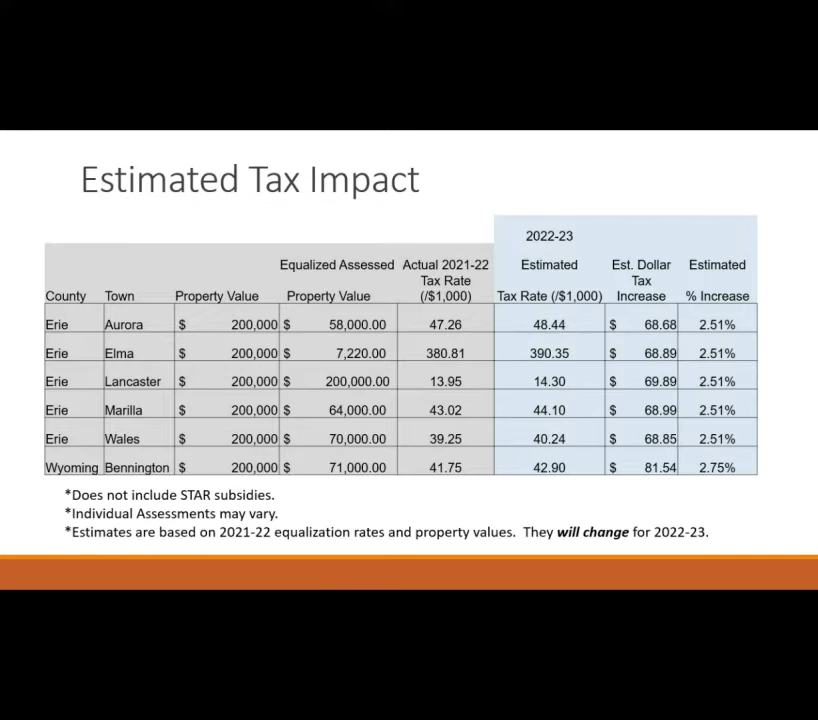 Estimated Tax Impact
2022-23
Equalized Assessed Actual 2021-22 Estimated Est. Dollar Estimated
Tax Rate Tax
County Town Property Value Property Value (/$1,000) Tax Rate (/$1,000) Increase % Increase
Erie Aurora $ 200,000 $ 58,000.00 47.26 48.44 $ 68.68 2.51%
Erie Elma $ 200,000 $ 7,220.00 380.81 390.35 $ 68.89 2.51%
Erie Lancaster $ 200,000 $ 200,000.00 13.95 14.30 $ 69.89 2.51%
Erie Marilla $ 200,000 $ 64,000.00 43.02 44.10 $ 68.99 2.51%
Erie Wales $ 200,000 $ 70,000.00 39.25 40.24 $ 68.85 2.51%
Wyoming Bennington $ 200,000 $ 71,000.00 41.75 42.90 $ 81.54 2.75%
*Does not include STAR subsidies.
*Individual Assessments may vary.
*Estimates are based on 2021-22 equalization rates and property values. They will change for 2022-23.